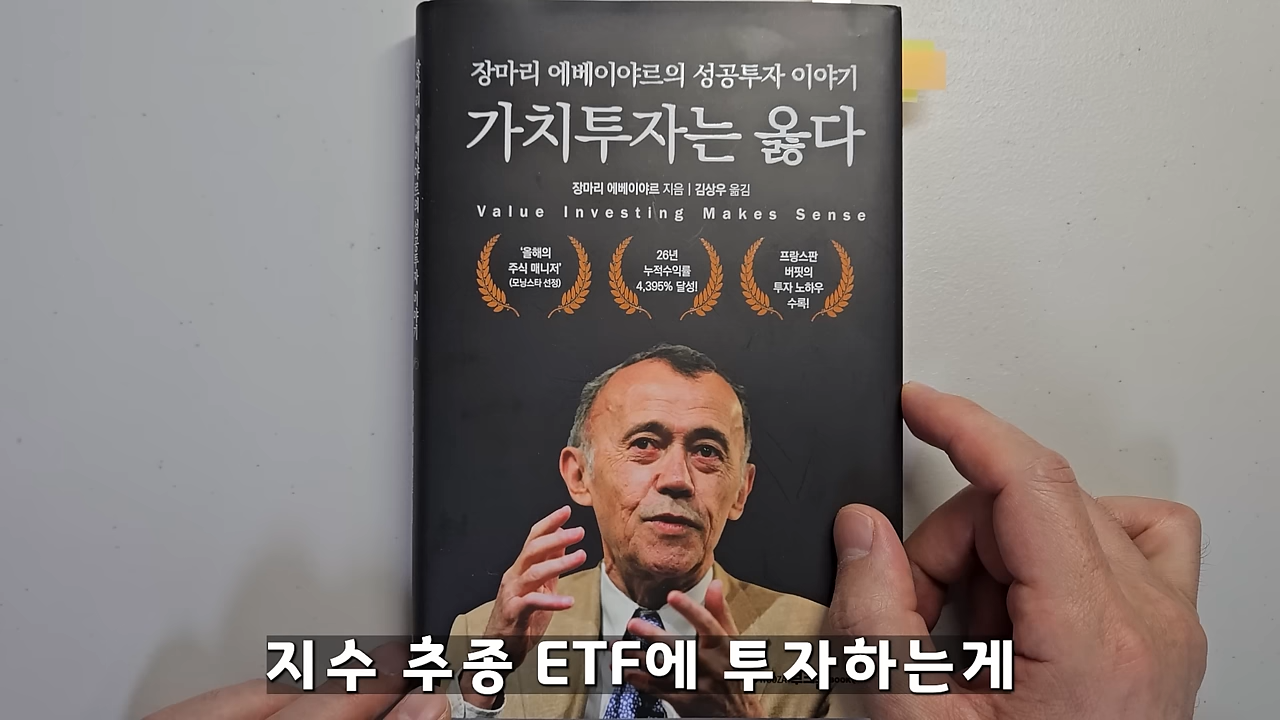 장마리 에베이야르의 성공투자 이야기
가치투자는 옳다
장마리 에베이야르 지음 | 김상우 옮김
Value Investing Makes Sense
'올해의
주식 매니저'
(모닝스타 선정)
26년
누적수익률
4,395% 달성!
프랑스판
버핏의
투자 노하우
수록!
지수 추종 ETF에 투자하는게